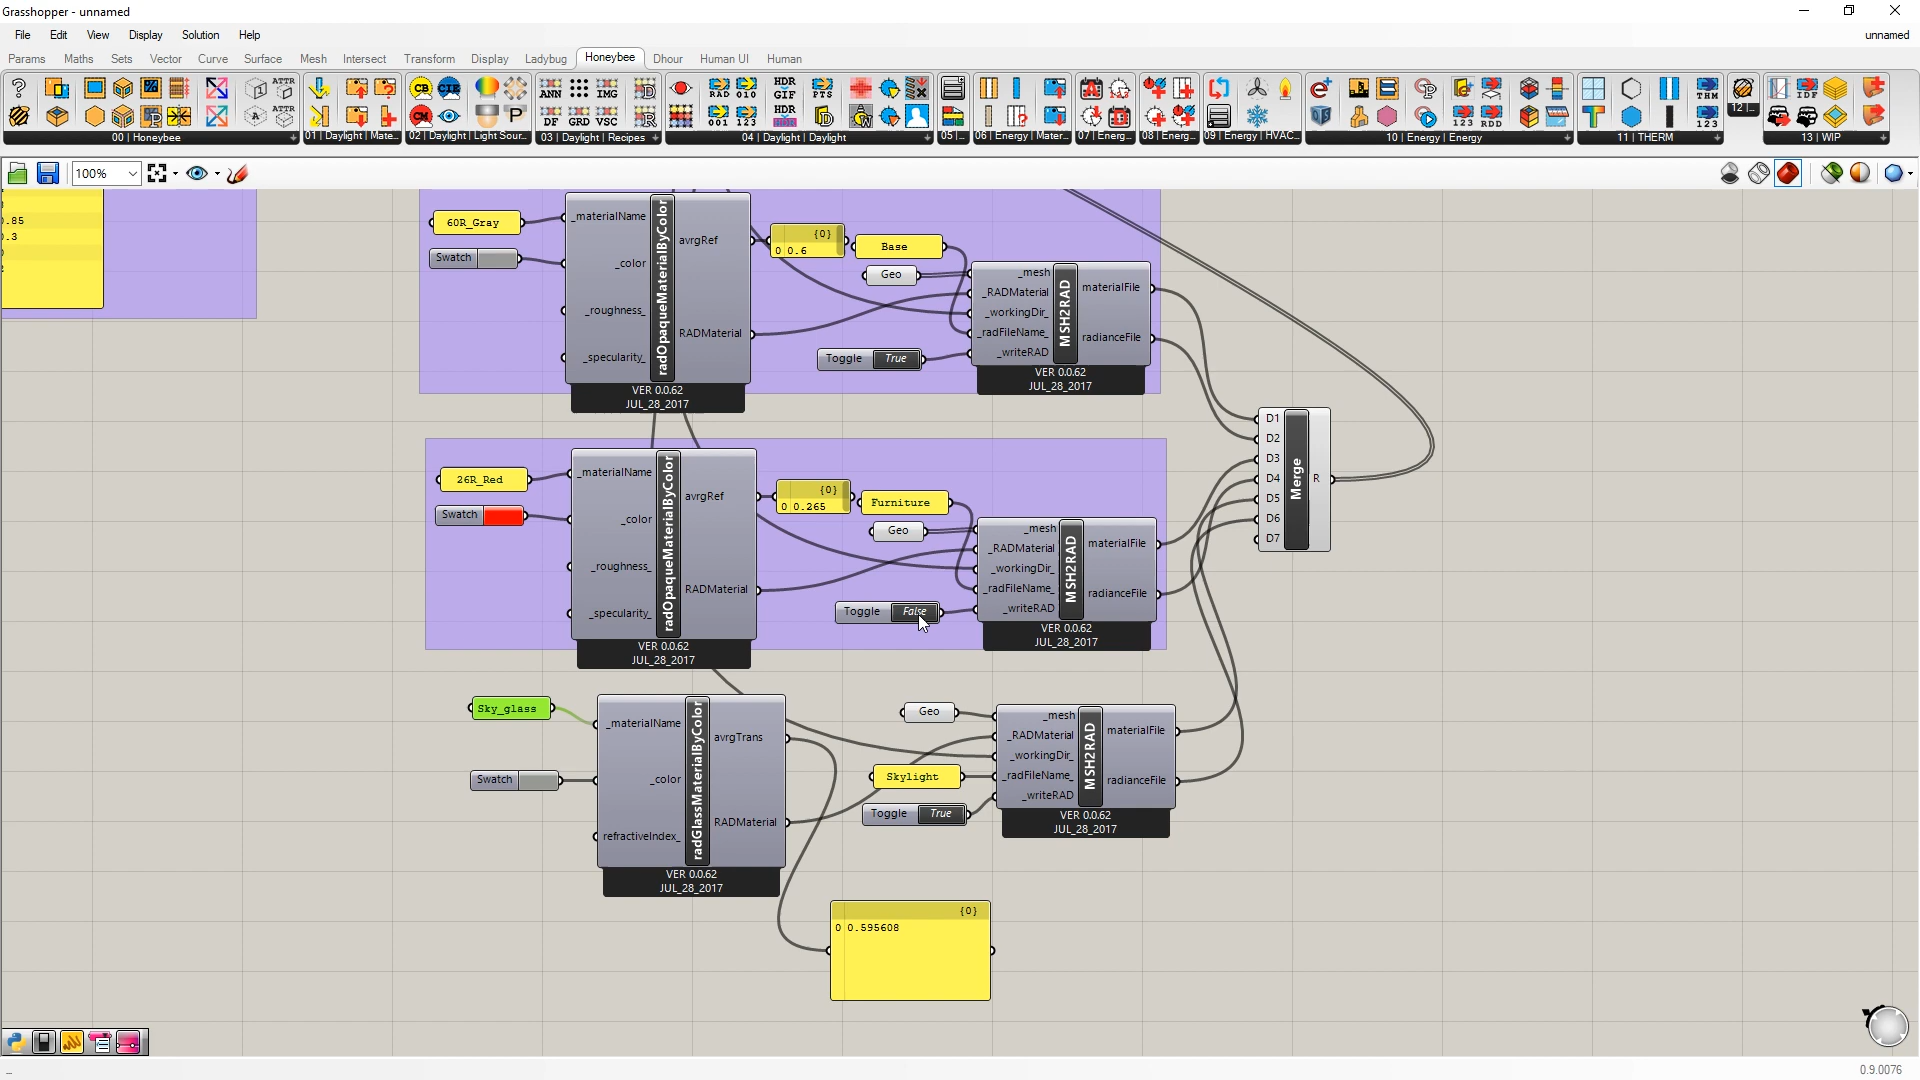 Grasshopper - unnamed
File Edit View Display Solution Help
unnamed
Params Maths Sets Vector Curve Surface Mesh Intersect Transform Display Ladybug Honeybee Dhour Human UI Human
00 | Honeybee
01 | Daylight | Mate...
02 | Daylight | Light Sour...
03 | Daylight | Recipes
04 | Daylight | Daylight
05 |...
06 | Energy | Mater...
07 | Energ...
08 | Energ...
09 | Energy | HVAC...
10 | Energy | Energy
11 | THERM
12 |...
13 | WIP
100%
.85
.3
60R_Gray
Swatch
_materialName
_color
_roughness_
_specularity_
radOpaqueMaterialByColor
avrgRef
RADMaterial
VER 0.0.62
JUL_28_2017
{0}
0 0.6
Base
Geo
Toggle True
_mesh
_RADMaterial
_workingDir_
_radFileName_
_writeRAD
MSH2RAD
materialFile
radianceFile
VER 0.0.62
JUL_28_2017
D1
D2
D3
D4
D5
D6
D7
Merge
R
26R_Red
Swatch
_materialName
_color
_roughness_
_specularity_
radOpaqueMaterialByColor
avrgRef
RADMaterial
VER 0.0.62
JUL_28_2017
{0}
0 0.265
Furniture
Geo
Toggle False
_mesh
_RADMaterial
_workingDir_
_radFileName_
_writeRAD
MSH2RAD
materialFile
radianceFile
VER 0.0.62
JUL_28_2017
Sky_glass
Swatch
_materialName
_color
refractiveIndex_
radGlassMaterialByColor
avrgTrans
RADMaterial
VER 0.0.62
JUL_28_2017
Geo
Skylight
Toggle True
_mesh
_RADMaterial
_workingDir_
_radFileName_
_writeRAD
MSH2RAD
materialFile
radianceFile
VER 0.0.62
JUL_28_2017
{0}
0 0.595608
...
0.9.0076